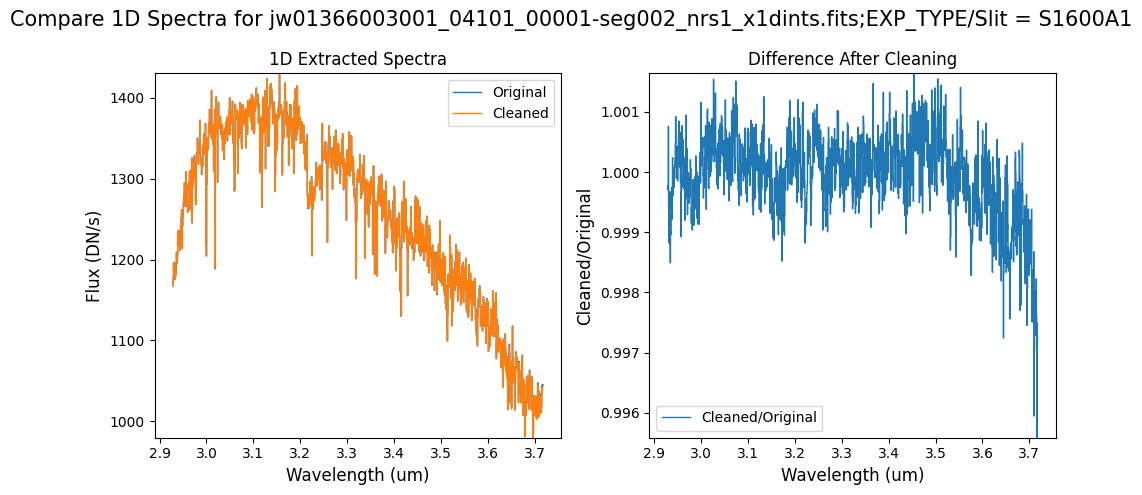 Compare 1D Spectra for jw01366003001_04101_00001-seg002_nrs1_x1dints.fits;EXP_TYPE/Slit = S1600A1
1D Extracted Spectra
Flux (DN/s)
1400
1300
1200
1100
1000
Original
Cleaned
2.9 3.0 3.1 3.2 3.3 3.4 3.5 3.6 3.7
Wavelength (um)
Difference After Cleaning
Cleaned/Original
1.001
1.000
0.999
0.998
0.997
0.996
Cleaned/Original
2.9 3.0 3.1 3.2 3.3 3.4 3.5 3.6 3.7
Wavelength (um)